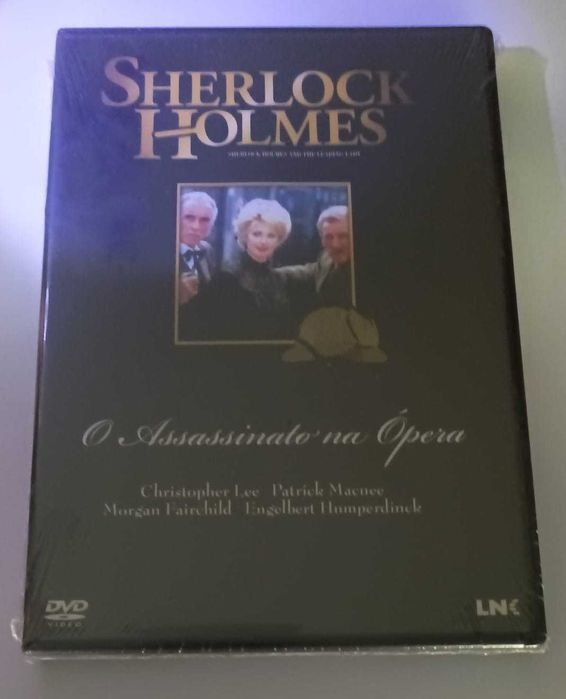 SHERLOCK
HOLMES
SHERLOCK HOLMES AND THE LEADING LADY
O Assassinato na Ópera
Christopher Lee Patrick Macnee
Morgan Fairchild Engelbert Humperdinck
DVD
VIDEO
LNK